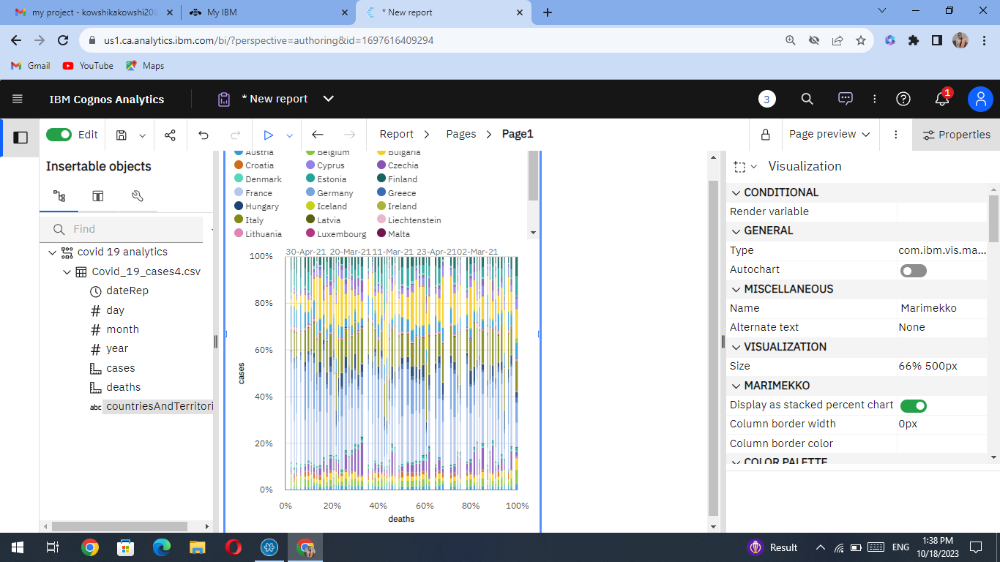 my project - kowshikakowshi208
My IBM
* New report
us1.ca.analytics.ibm.com/bi/?perspective=authoring&id=1697616409294
Gmail
YouTube
Maps
IBM Cognos Analytics
* New report
3
1
Edit
Report
Pages
Page1
Page preview
Properties
Insertable objects
Find
covid 19 analytics
Covid_19_cases4.csv
dateRep
day
month
year
cases
deaths
abc countriesAndTerritori
Austria Belgium Bulgaria
Croatia Cyprus Czechia
Denmark Estonia Finland
France Germany Greece
Hungary Iceland Ireland
Italy Latvia Liechtenstein
Lithuania Luxembourg Malta
30-Apr-21 20-Mar-21 11-Mar-21 23-Apr-21 02-Mar-21
100%
80%
60%
40%
20%
0%
cases
0% 20% 40% 60% 80% 100%
deaths
Visualization
CONDITIONAL
Render variable
GENERAL
Type com.ibm.vis.ma...
Autochart
MISCELLANEOUS
Name Marimekko
Alternate text None
VISUALIZATION
Size 66% 500px
MARIMEKKO
Display as stacked percent chart
Column border width 0px
Column border color
COLOR PALETTE
Result
ENG
1:38 PM
10/18/2023